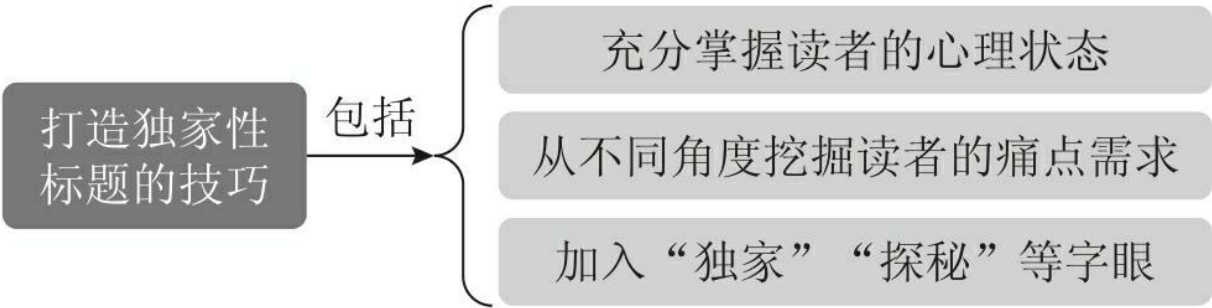 打造独家性
标题的技巧
包括
充分掌握读者的心理状态
从不同角度挖掘读者的痛点需求
加入“独家”“探秘”等字眼